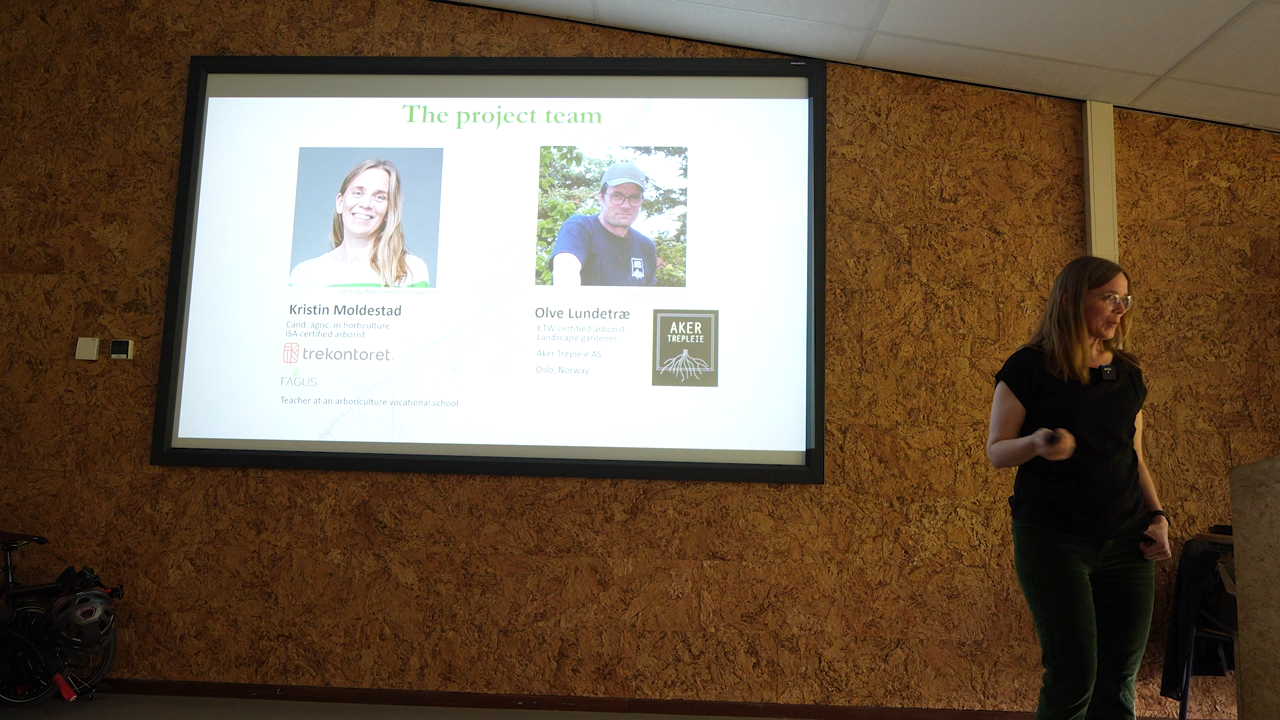 The project team
Kristin Moldestad
Cand. agric. in horticulture
ISA certified arborist
trekontoret.
FAGUS
Teacher at an arboriculture vocational school
Olve Lundetræ
ETW certified arborist
Landscape gardener
Aker Trepleie AS
Oslo, Norway
AKER
TREPLEIE